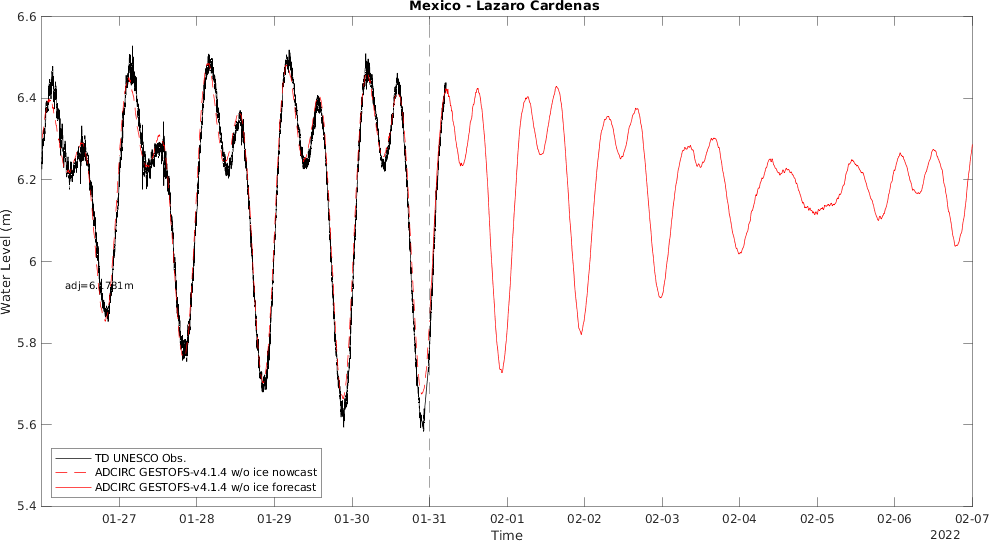 Mexico - Lazaro Cardenas
6.6
6.4
6.2
6
5.8
5.6
5.4
Water Level (m)
adj=6.1731m
TD UNESCO Obs.
ADCIRC GESTOFS-v4.1.4 w/o ice nowcast
ADCIRC GESTOFS-v4.1.4 w/o ice forecast
01-27 01-28 01-29 01-30 01-31 02-01 02-02 02-03 02-04 02-05 02-06 02-07
Time
2022